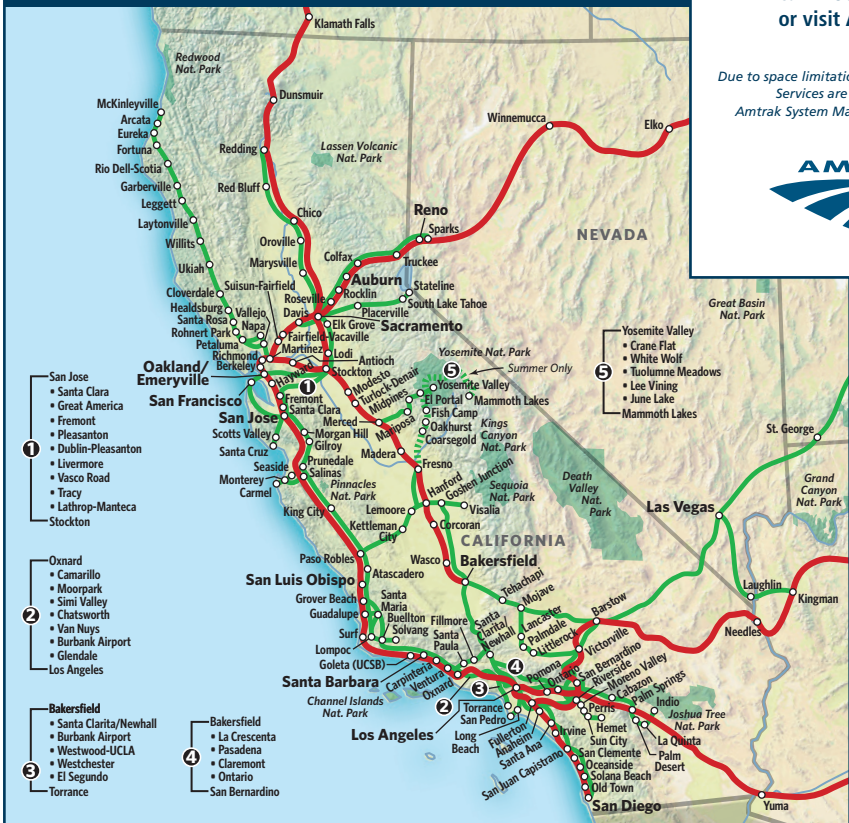 or visit A
Due to space limitatio
Services are
Amtrak System Ma
AM
Klamath Falls
Redwood
Nat. Park
Dunsmuir
McKinleyville
Arcata
Eureka
Fortuna
Rio Dell-Scotia
Garberville
Leggett
Laytonville
Willits
Ukiah
Cloverdale
Healdsburg
Santa Rosa
Rohnert Park
Petaluma
Vallejo
Napa
Redding
Lassen Volcanic
Nat. Park
Red Bluff
Chico
Oroville
Marysville
Winnemucca
Elko
Reno
Sparks
Truckee
NEVADA
Colfax
Auburn
Rocklin
Roseville
Suisun-Fairfield
Davis
Stateline
South Lake Tahoe
Placerville
Elk Grove
Sacramento
Fairfield-Vacaville
Martinez
Lodi
Antioch
Stockton
Richmond
Berkeley
Oakland/
Emeryville
Hayward
San Francisco
1
Fremont
Santa Clara
San Jose
Scotts Valley
Santa Cruz
Morgan Hill
Gilroy
Prunedale
Salinas
Seaside
Monterey
Carmel
Pinnacles
Nat. Park
King City
Modesto
Turlock-Denair
Midpines
Merced
Mariposa
Madera
Yosemite Nat. Park
5
Summer Only
Yosemite Valley
El Portal
Mammoth Lakes
Fish Camp
Oakhurst
Coarsegold
Kings
Canyon
Nat. Park
Fresno
Hanford
Goshen Junction
Sequoia
Nat. Park
Visalia
Lemoore
Kettleman
City
Corcoran
CALIFORNIA
Wasco
Bakersfield
Death
Valley
Nat.
Park
Great Basin
Nat. Park
St. George
Grand
Canyon
Nat. Park
Las Vegas
Laughlin
Kingman
Needles
Paso Robles
Atascadero
San Luis Obispo
Grover Beach
Guadalupe
Santa
Maria
Buellton
Solvang
Surf
Lompoc
Goleta (UCSB)
Santa Barbara
Carpinteria
Ventura
Oxnard
Fillmore
Santa
Paula
Santa
Clarita/
Newhall
Tehachapi
Mojave
Lancaster
Palmdale
Littlerock
Barstow
Victorville
4
3
2
Channel Islands
Nat. Park
Pomona
Ontario
San Bernardino
Riverside
Moreno Valley
Cabazon
Palm Springs
Indio
Joshua Tree
Nat. Park
La Quinta
Palm
Desert
Perris
Hemet
Sun City
Torrance
San Pedro
Los Angeles
Long
Beach
Fullerton
Anaheim
Santa Ana
Irvine
San Juan Capistrano
San Clemente
Oceanside
Solana Beach
Old Town
San Diego
Yuma
5
Yosemite Valley
• Crane Flat
• White Wolf
• Tuolumne Meadows
• Lee Vining
• June Lake
Mammoth Lakes
1
San Jose
• Santa Clara
• Great America
• Fremont
• Pleasanton
• Dublin-Pleasanton
• Livermore
• Vasco Road
• Tracy
• Lathrop-Manteca
Stockton
2
Oxnard
• Camarillo
• Moorpark
• Simi Valley
• Chatsworth
• Van Nuys
• Burbank Airport
• Glendale
Los Angeles
3
Bakersfield
• Santa Clarita/Newhall
• Burbank Airport
• Westwood-UCLA
• Westchester
• El Segundo
Torrance
4
Bakersfield
• La Crescenta
• Pasadena
• Claremont
• Ontario
San Bernardino